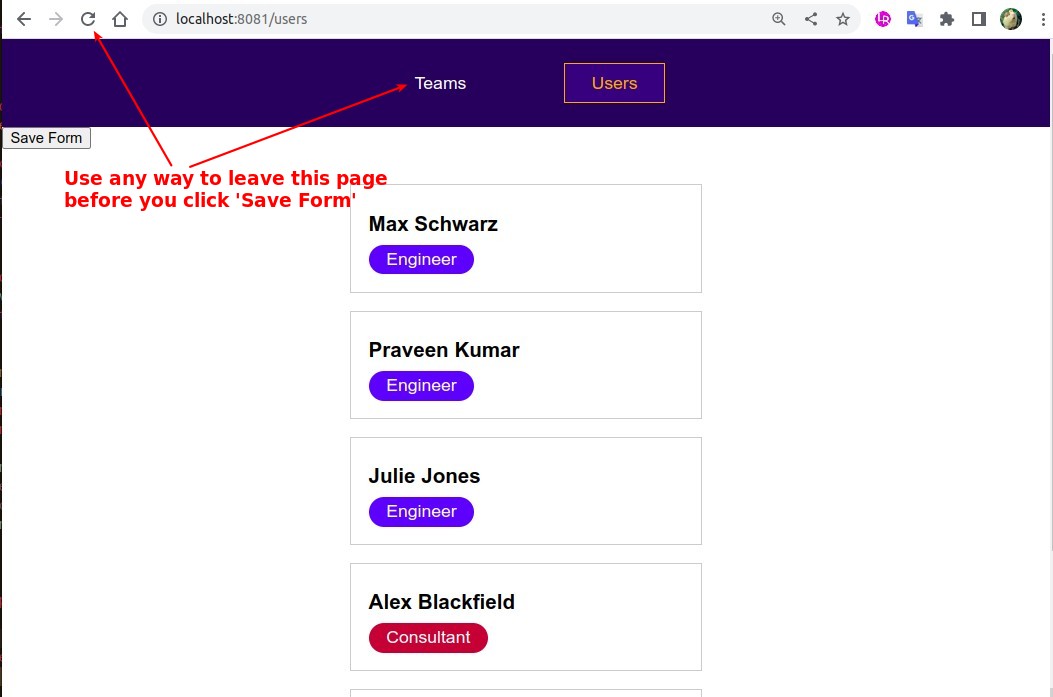 localhost:8081/users
Teams
Users
Save Form
Use any way to leave this page
before you click 'Save Form'
Max Schwarz
Engineer
Praveen Kumar
Engineer
Julie Jones
Engineer
Alex Blackfield
Consultant